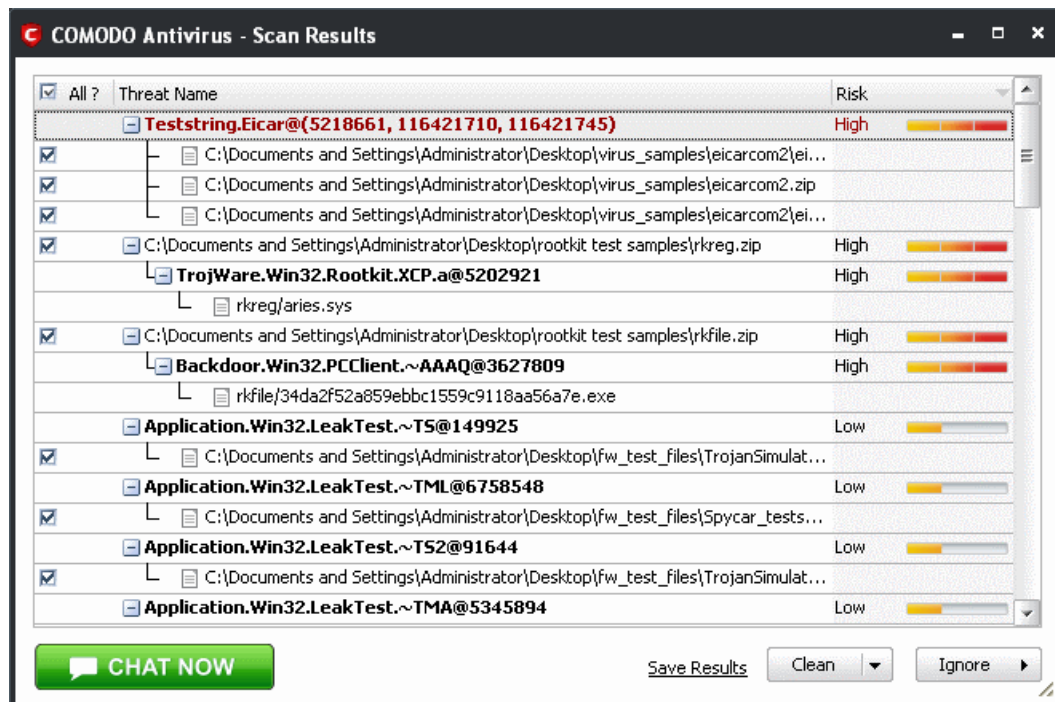 COMODO Antivirus - Scan Results
All ? Threat Name Risk
Teststring.Eicar@(5218661, 116421710, 116421745) High
C:\Documents and Settings\Administrator\Desktop\virus_samples\eicarcom2\ei...
C:\Documents and Settings\Administrator\Desktop\virus_samples\eicarcom2.zip
C:\Documents and Settings\Administrator\Desktop\virus_samples\eicarcom2\ei...
C:\Documents and Settings\Administrator\Desktop\rootkit test samples\rkreg.zip High
TrojWare.Win32.Rootkit.XCP.a@5202921 High
rkreg/aries.sys
C:\Documents and Settings\Administrator\Desktop\rootkit test samples\rkfile.zip High
Backdoor.Win32.PCClient.~AAAQ@3627809 High
rkfile/34da2f52a859ebbc1559c9118aa56a7e.exe
Application.Win32.LeakTest.~TS@149925 Low
C:\Documents and Settings\Administrator\Desktop\fw_test_files\TrojanSimulat...
Application.Win32.LeakTest.~TML@6758548 Low
C:\Documents and Settings\Administrator\Desktop\fw_test_files\Spycar_tests...
Application.Win32.LeakTest.~TS2@91644 Low
C:\Documents and Settings\Administrator\Desktop\fw_test_files\TrojanSimulat...
Application.Win32.LeakTest.~TMA@5345894 Low
CHAT NOW Save Results Clean Ignore